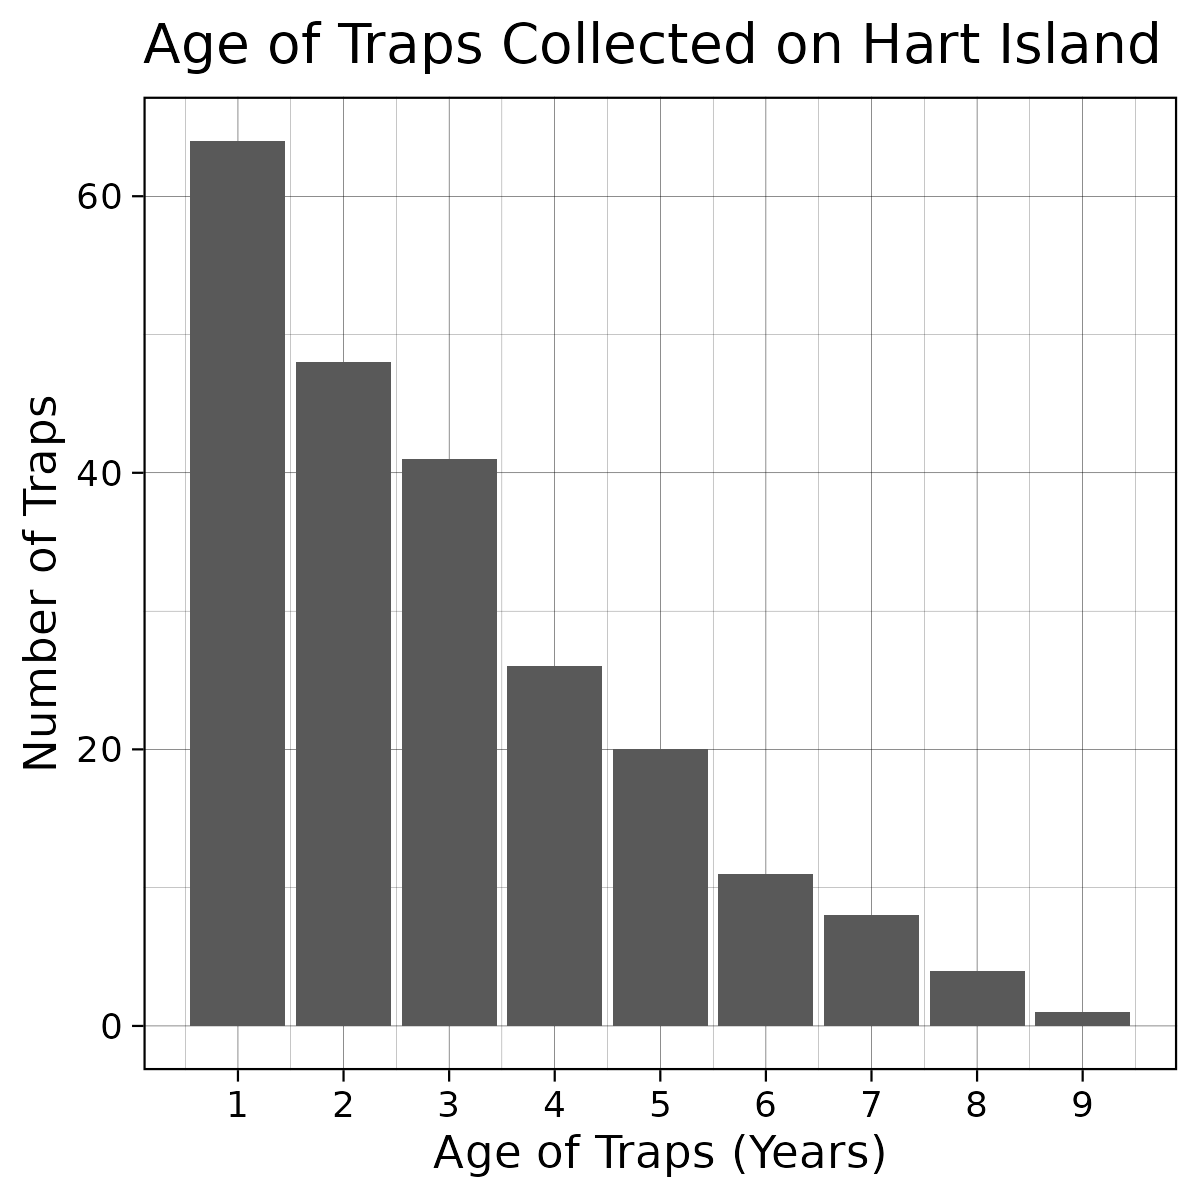 Age of Traps Collected on Hart Island
Number of Traps
60
40
20
0
1 2 3 4 5 6 7 8 9
Age of Traps (Years)